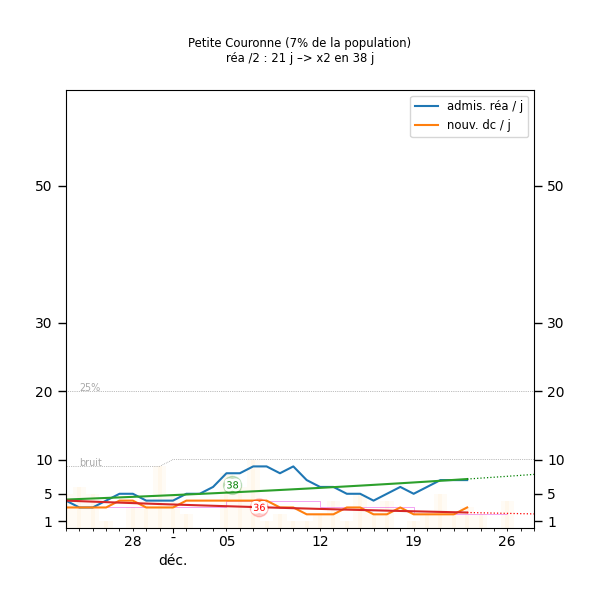 Petite Couronne (7% de la population)
réa /2 : 21 j –> x2 en 38 j
admis. réa / j
nouv. dc / j
50 50
30 30
25%
20 20
bruit
10 10
38
5 5
36
1 1
28 - 05 12 19 26
déc.